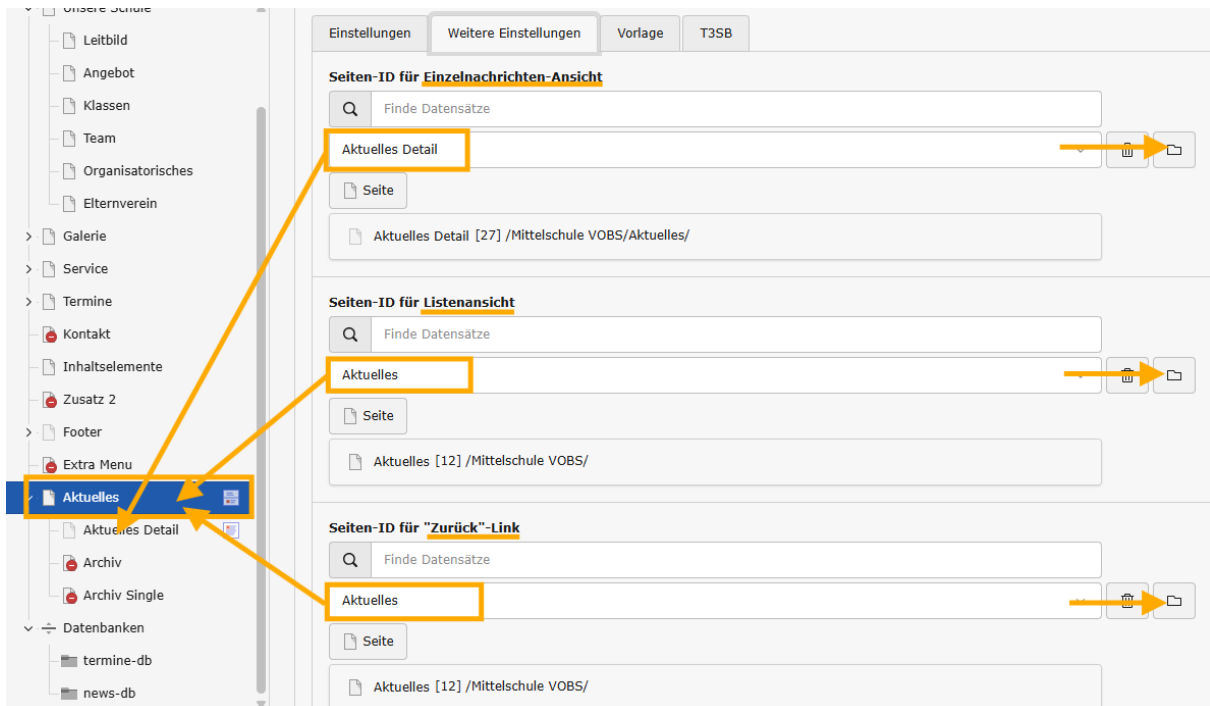 Unsere Schule
Leitbild
Angebot
Klassen
Team
Organisatorisches
Elternverein
Galerie
Service
Termine
Kontakt
Inhaltselemente
Zusatz 2
Footer
Extra Menu
Aktuelles
Aktuelles Detail
Archiv
Archiv Single
Datenbanken
termine-db
news-db
Einstellungen Weitere Einstellungen Vorlage T3SB
Seiten-ID für Einzelnachrichten-Ansicht
Finde Datensätze
Aktuelles Detail
Seite
Aktuelles Detail [27] /Mittelschule VOBS/Aktuelles/
Seiten-ID für Listenansicht
Finde Datensätze
Aktuelles
Seite
Aktuelles [12] /Mittelschule VOBS/
Seiten-ID für "Zurück"-Link
Finde Datensätze
Aktuelles
Seite
Aktuelles [12] /Mittelschule VOBS/